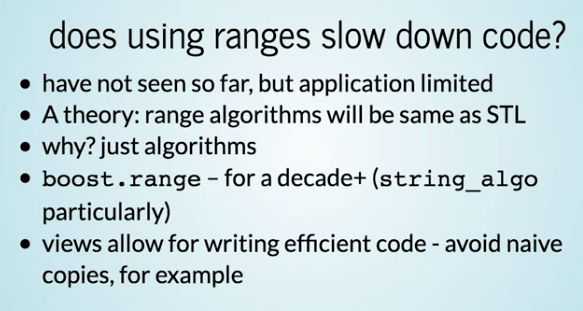 does using ranges slow down code?
• have not seen so far, but application limited
• A theory: range algorithms will be same as STL
• why? just algorithms
• boost.range – for a decade+ (string_algo
particularly)
• views allow for writing efficient code - avoid naive
copies, for example